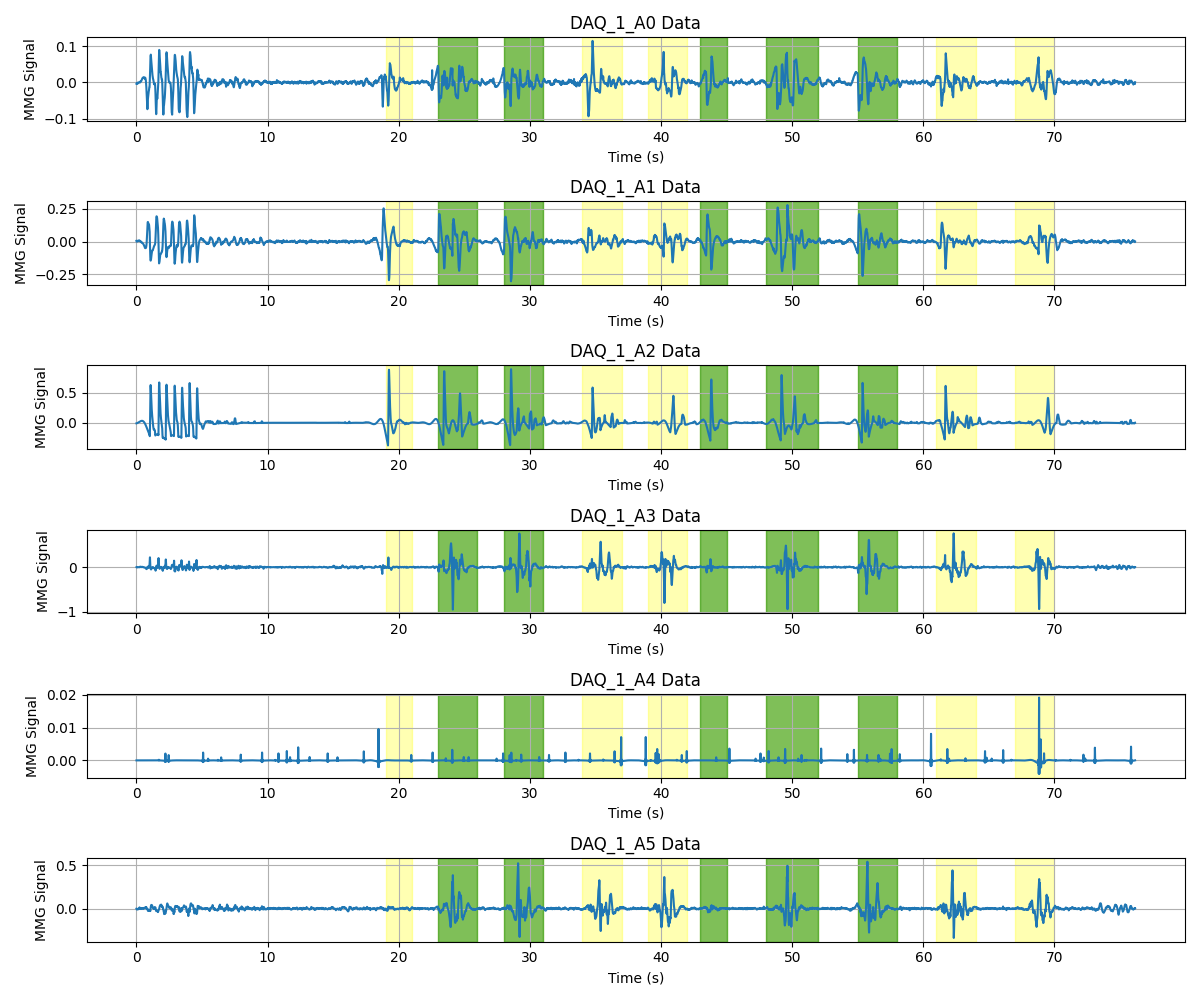 DAQ_1_A0 Data
MMG Signal
0.1
0.0
−0.1
0 10 20 30 40 50 60 70
Time (s)
DAQ_1_A1 Data
MMG Signal
0.25
0.00
−0.25
0 10 20 30 40 50 60 70
Time (s)
DAQ_1_A2 Data
MMG Signal
0.5
0.0
0 10 20 30 40 50 60 70
Time (s)
DAQ_1_A3 Data
MMG Signal
0
−1
0 10 20 30 40 50 60 70
Time (s)
DAQ_1_A4 Data
MMG Signal
0.02
0.01
0.00
0 10 20 30 40 50 60 70
Time (s)
DAQ_1_A5 Data
MMG Signal
0.5
0.0
0 10 20 30 40 50 60 70
Time (s)